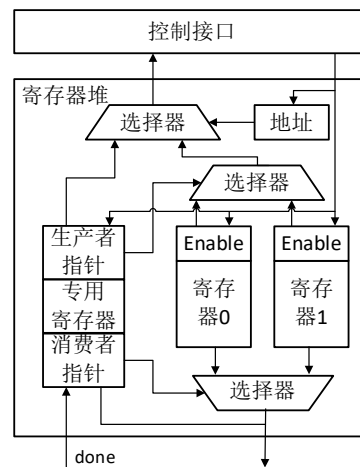 控制接口
寄存器堆
选择器
地址
选择器
生产者
指针
专用
寄存器
消费者
指针
Enable
寄存
器0
Enable
寄存
器1
选择器
done